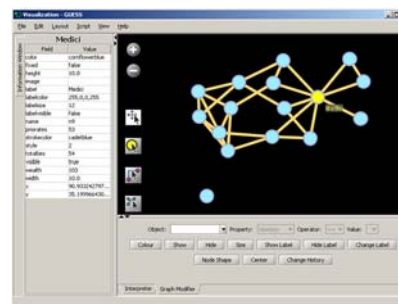 Visualization - GUESS
File Edit Layout Script View Help
Information Window
Medici
Field Value
color cornflowerblue
fixed false
height 10.0
image
label Medici
labelcolor 255,0,0,255
labelsize 12
labelvisible false
name n9
priorates 53
strokecolor cadetblue
style 2
totalties 54
visible true
wealth 103
width 10.0
x
y
Medici
Object: Property: Operator: Value:
Colour Show Hide Size Show Label Hide Label Change Label
Node Shape Center Change History
Interpreter Graph Modifier